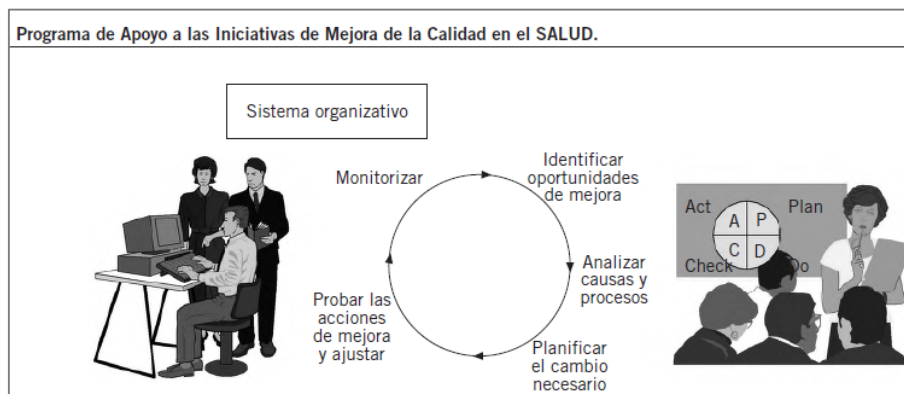 Programa de Apoyo a las Iniciativas de Mejora de la Calidad en el SALUD.
Sistema organizativo
Identificar
oportunidades
de mejora
Monitorizar
Analizar
causas y
procesos
Probar las
acciones
de mejora
y ajustar
Planificar
el cambio
necesario
Act
Plan
A P
C D
Check
Do